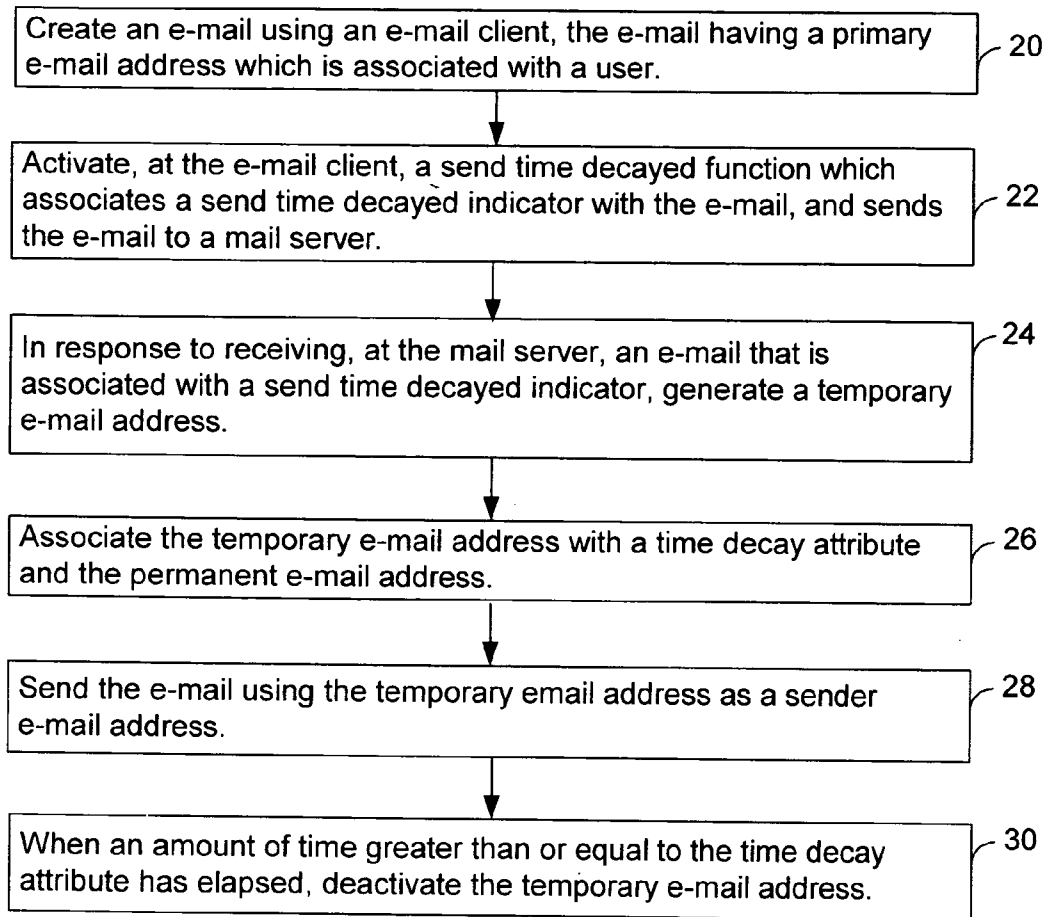 Create an e-mail using an e-mail client, the e-mail having a primary
e-mail address which is associated with a user.
20
Activate, at the e-mail client, a send time decayed function which
associates a send time decayed indicator with the e-mail, and sends
the e-mail to a mail server.
22
In response to receiving, at the mail server, an e-mail that is
associated with a send time decayed indicator, generate a temporary
e-mail address.
24
Associate the temporary e-mail address with a time decay attribute
and the permanent e-mail address.
26
Send the e-mail using the temporary email address as a sender
e-mail address.
28
When an amount of time greater than or equal to the time decay
attribute has elapsed, deactivate the temporary e-mail address.
30